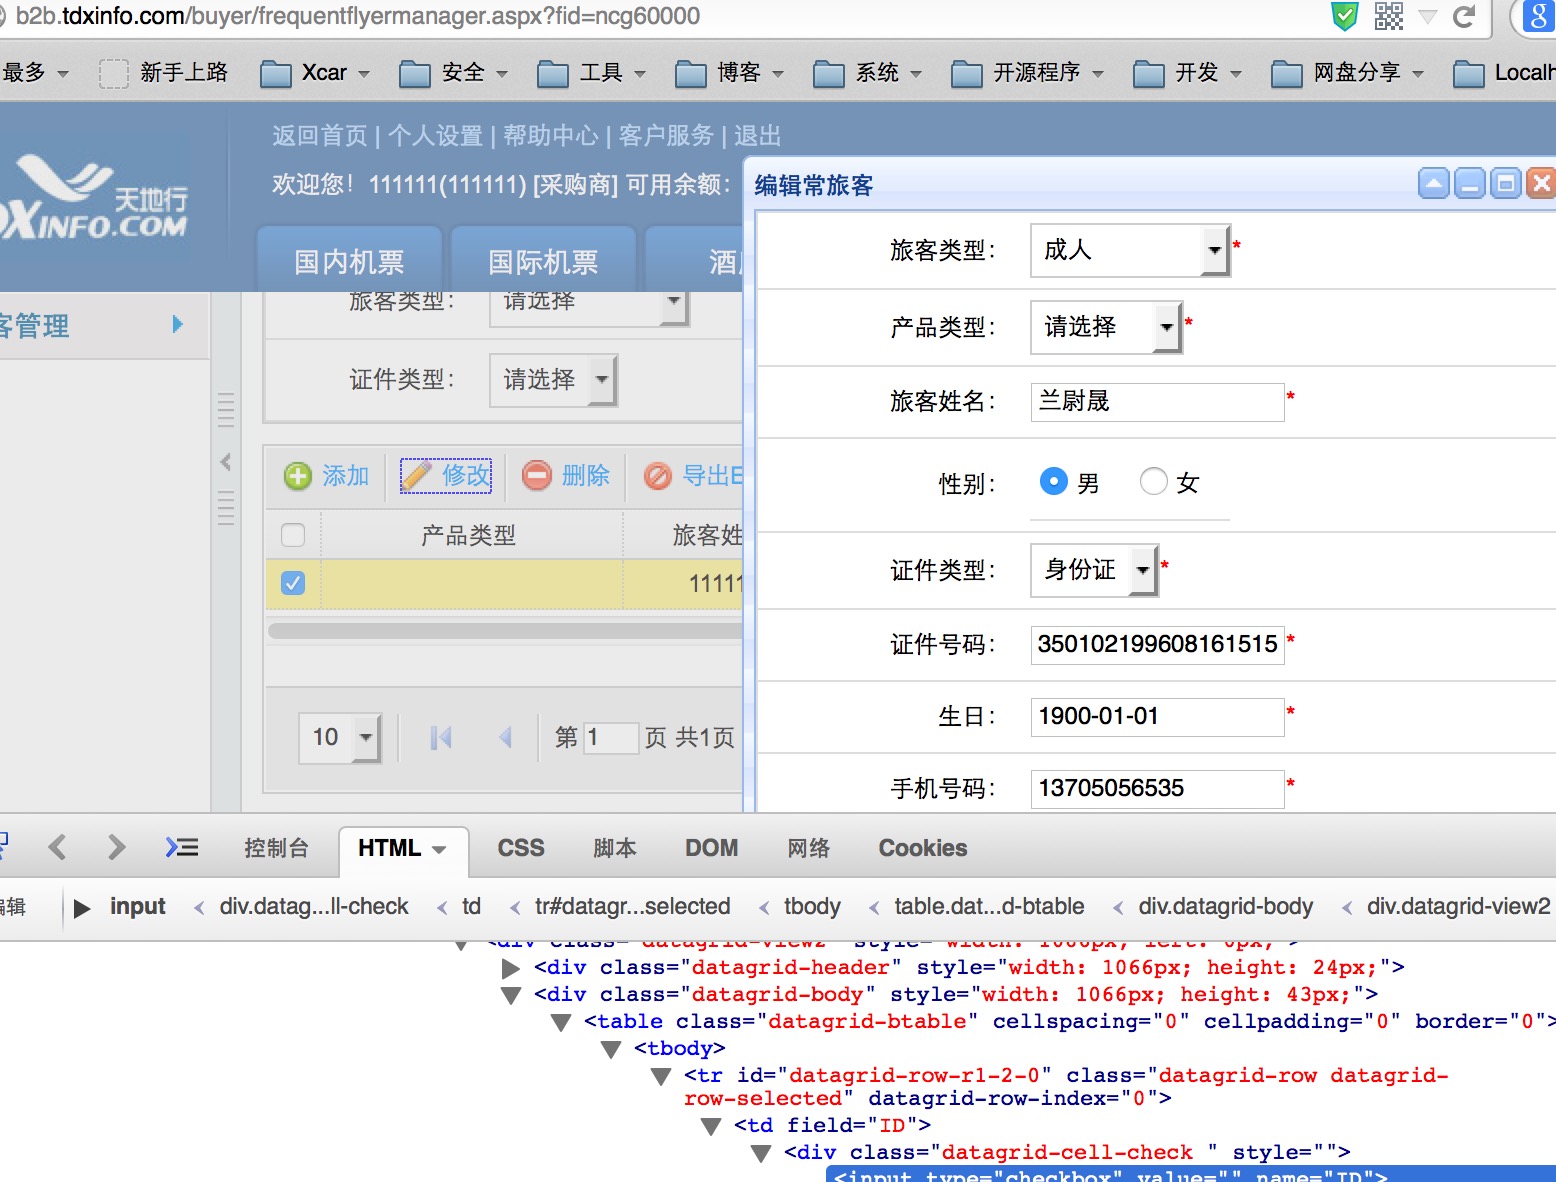 b2b.tdxinfo.com/buyer/frequentflyermanager.aspx?fid=ncg60000
最多 新手上路 Xcar 安全 工具 博客 系统 开源程序 开发 网盘分享 Localh
返回首页 | 个人设置 | 帮助中心 | 客户服务 | 退出
欢迎您！111111(111111) [采购商] 可用余额：
天地行
DXINFO.COM
国内机票 国际机票 酒
客管理
旅客类型： 请选择
证件类型： 请选择
添加 修改 删除 导出E
产品类型 旅客姓
11111
10 第 1 页 共1页
编辑常旅客
旅客类型： 成人 *
产品类型： 请选择 *
旅客姓名： 兰尉晟 *
性别： 男 女
证件类型： 身份证 *
证件号码： 350102199608161515 *
生日： 1900-01-01 *
手机号码： 13705056535 *
控制台 HTML CSS 脚本 DOM 网络 Cookies
编辑 input < div.datag...ll-check < td < tr#datagr...selected < tbody < table.dat...d-btable < div.datagrid-body < div.datagrid-view2
<div class="datagrid-view2" style="width: 1066px; left: 0px;">
<div class="datagrid-header" style="width: 1066px; height: 24px;">
<div class="datagrid-body" style="width: 1066px; height: 43px;">
<table class="datagrid-btable" cellspacing="0" cellpadding="0" border="0">
<tbody>
<tr id="datagrid-row-r1-2-0" class="datagrid-row datagrid-
row-selected" datagrid-row-index="0">
<td field="ID">
<div class="datagrid-cell-check " style="">
<input type="checkbox" value="" name="ID">